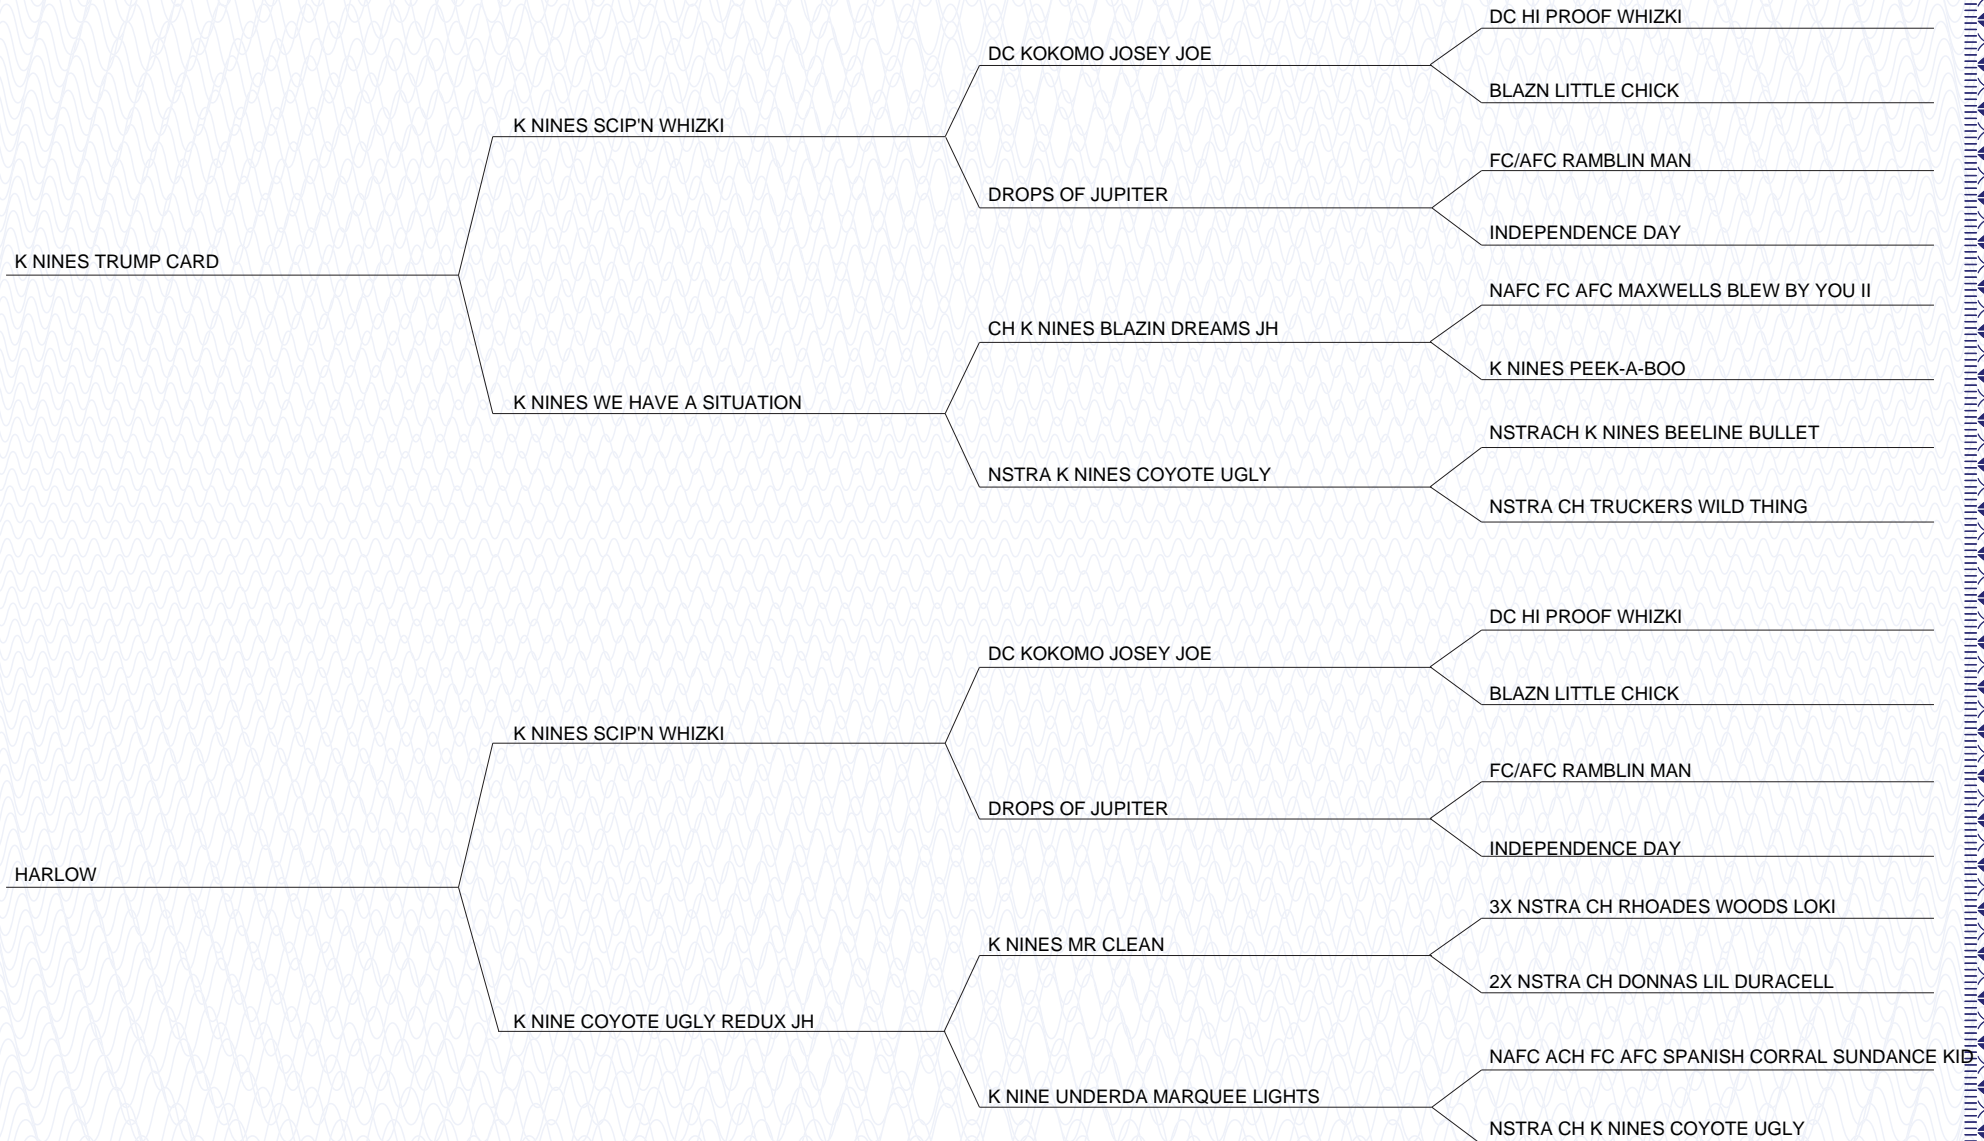 DC HI PROOF WHIZKI
DC KOKOMO JOSEY JOE
BLAZN LITTLE CHICK
K NINES SCIP'N WHIZKI
FC/AFC RAMBLIN MAN
DROPS OF JUPITER
INDEPENDENCE DAY
K NINES TRUMP CARD
NAFC FC AFC MAXWELLS BLEW BY YOU II
CH K NINES BLAZIN DREAMS JH
K NINES PEEK-A-BOO
K NINES WE HAVE A SITUATION
NSTRACH K NINES BEELINE BULLET
NSTRA K NINES COYOTE UGLY
NSTRA CH TRUCKERS WILD THING
DC HI PROOF WHIZKI
DC KOKOMO JOSEY JOE
BLAZN LITTLE CHICK
K NINES SCIP'N WHIZKI
FC/AFC RAMBLIN MAN
DROPS OF JUPITER
INDEPENDENCE DAY
HARLOW
3X NSTRA CH RHOADES WOODS LOKI
K NINES MR CLEAN
2X NSTRA CH DONNAS LIL DURACELL
K NINE COYOTE UGLY REDUX JH
NAFC ACH FC AFC SPANISH CORRAL SUNDANCE KID
K NINE UNDERDA MARQUEE LIGHTS
NSTRA CH K NINES COYOTE UGLY